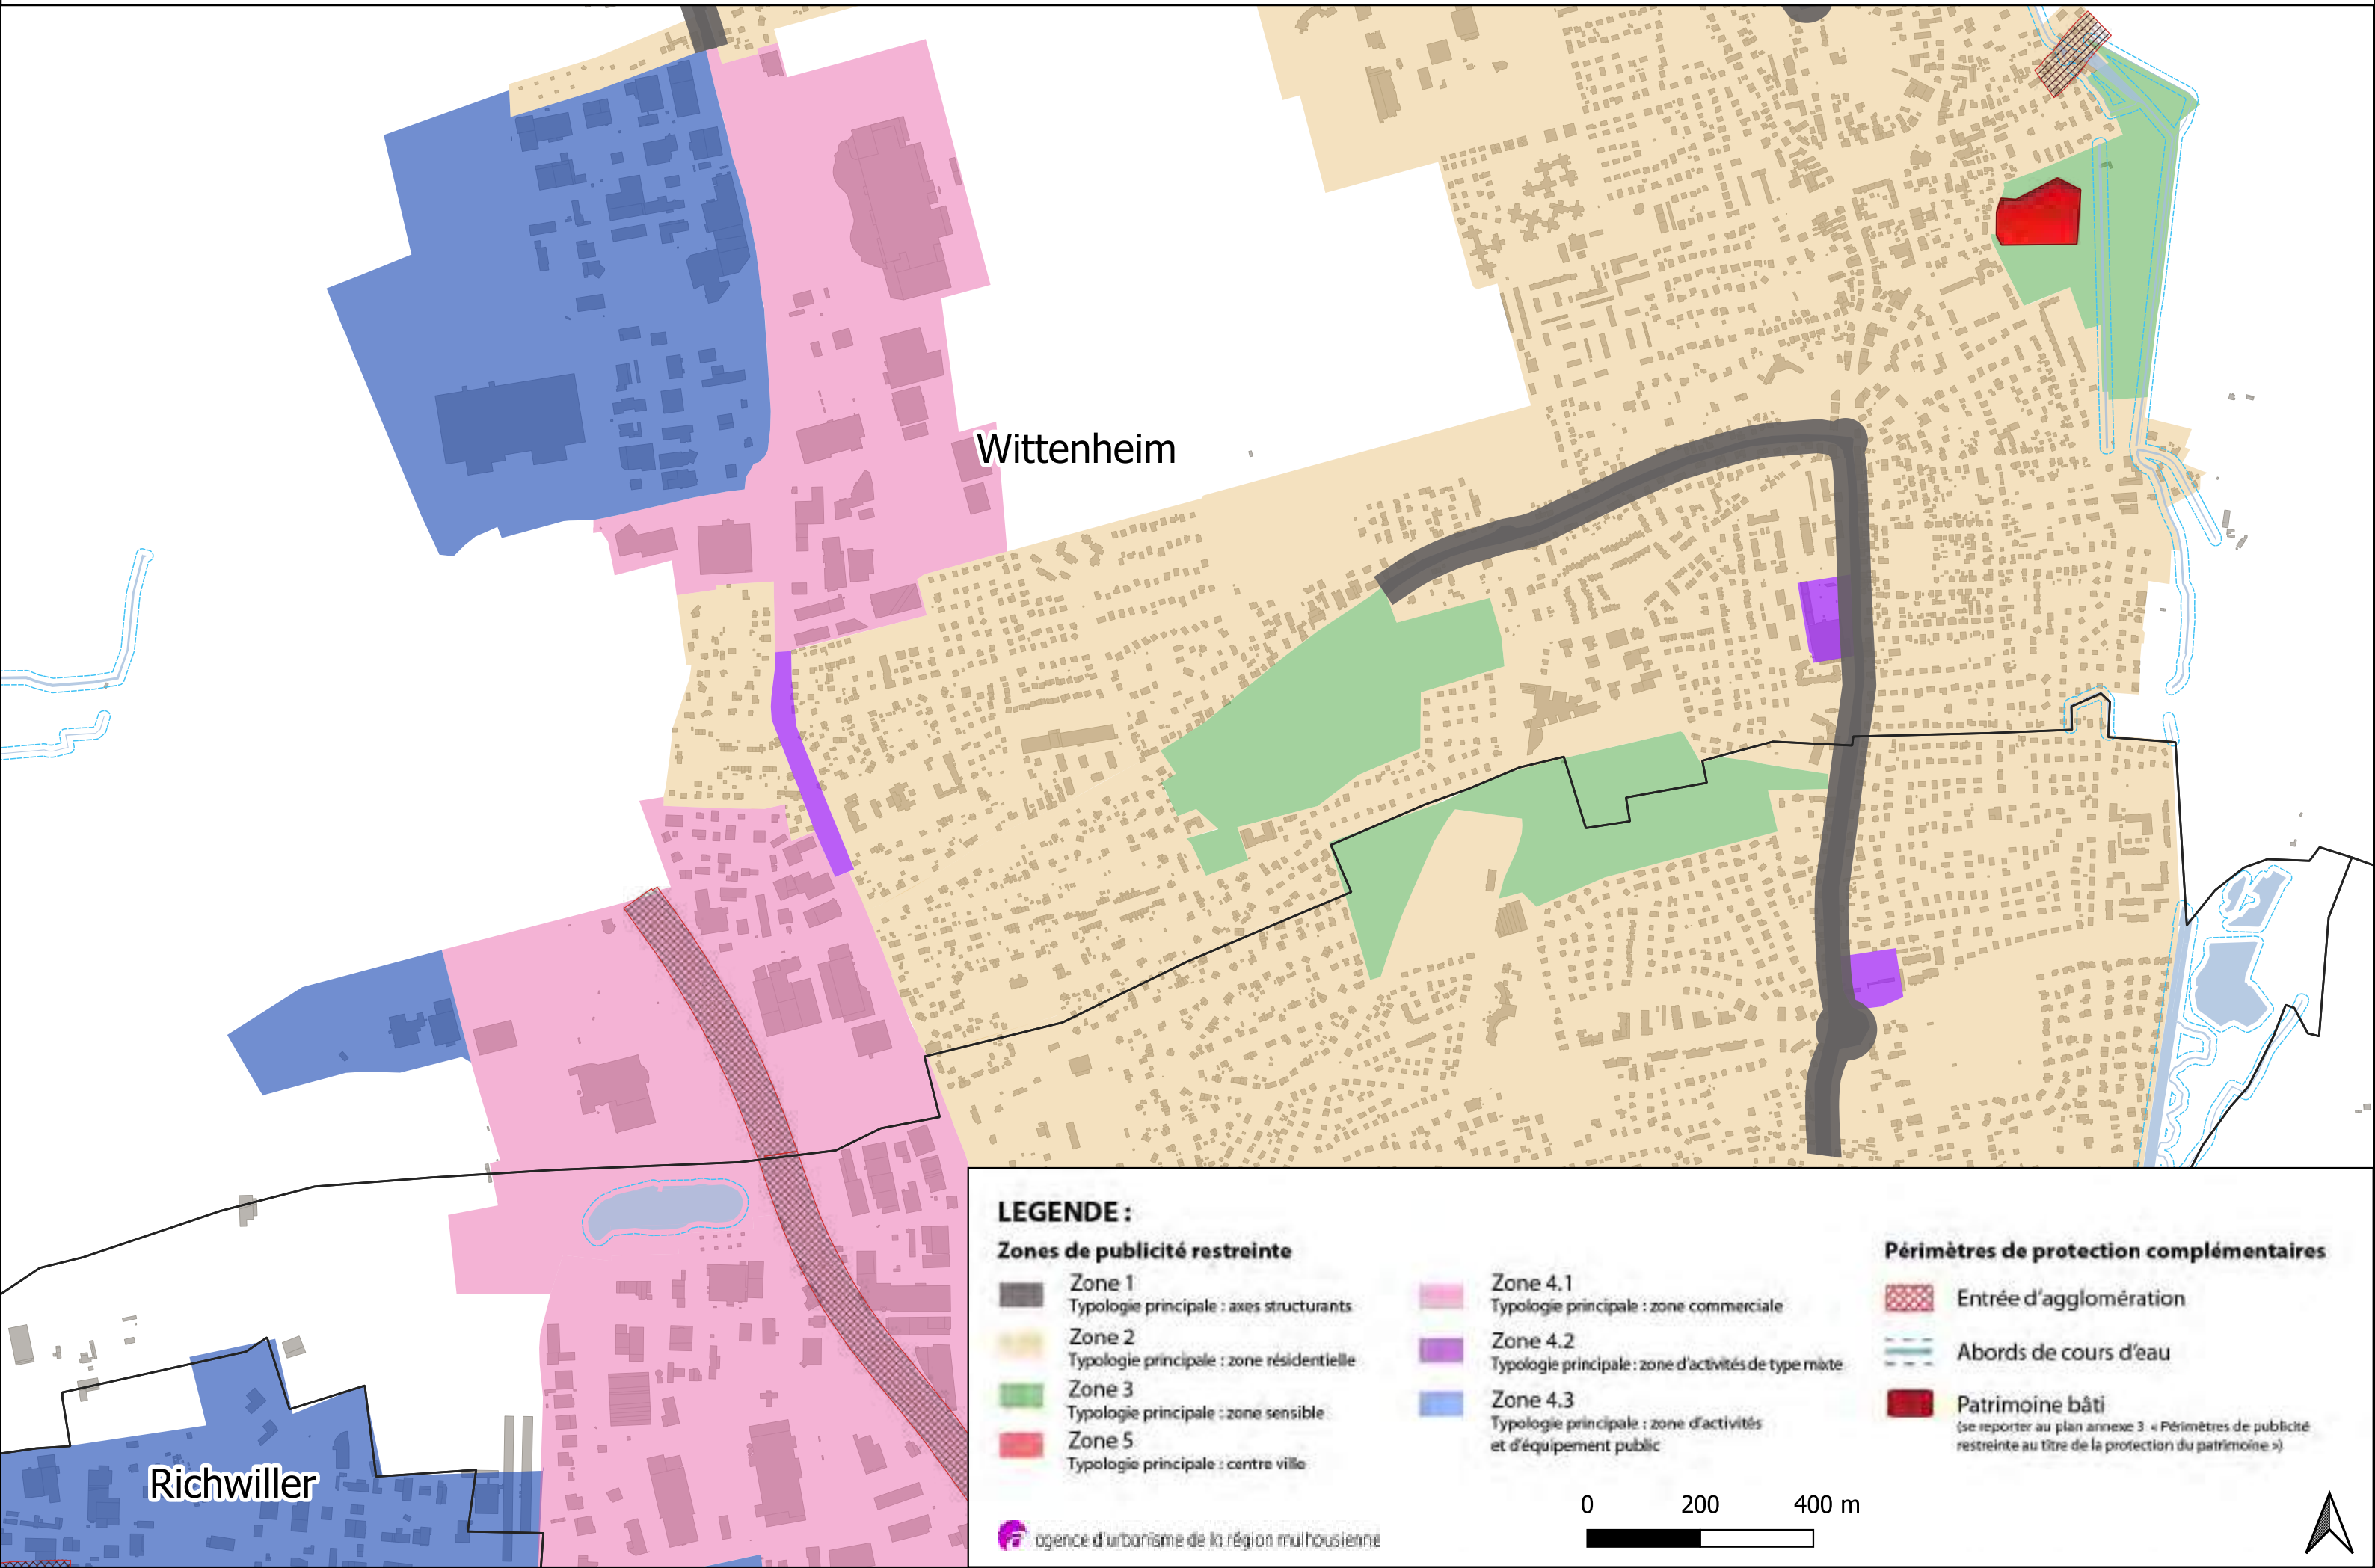 Wittenheim
Richwiller
LEGENDE :
Zones de publicité restreinte
Zone 1
Typologie principale : axes structurants
Zone 2
Typologie principale : zone résidentielle
Zone 3
Typologie principale : zone sensible
Zone 5
Typologie principale : centre ville
Zone 4.1
Typologie principale : zone commerciale
Zone 4.2
Typologie principale : zone d'activités de type mixte
Zone 4.3
Typologie principale : zone d'activités
et d'équipement public
Périmètres de protection complémentaires
Entrée d'agglomération
Abords de cours d'eau
Patrimoine bâti
(se reporter au plan annexe 3 « Périmètres de publicité
restreinte au titre de la protection du patrimoine »)
0 200 400 m
agence d'urbanisme de la région mulhousienne